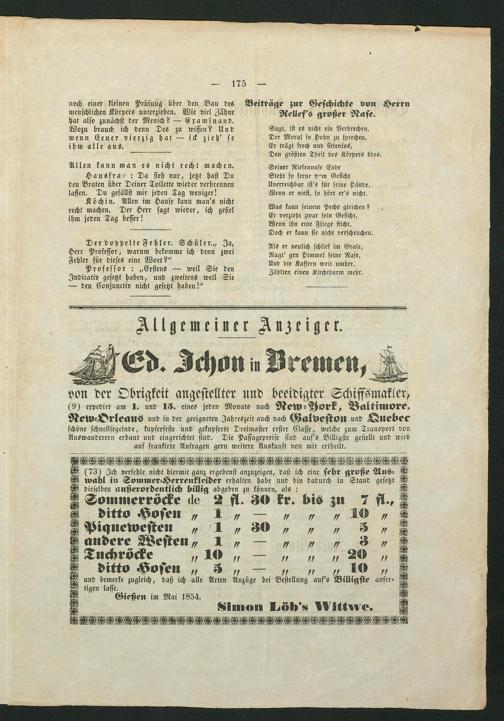 — 175 —
noch einer kleinen Prüfung über den Bau des
menschlichen Körpers unterziehen. Wie viel Zähne
hat also zunächst der Mensch? — Examinand.
Wozu brauch ich denn Des zu wissen? Und
wenn Eener vierzig hat — ick zieh' se
ihm alle aus.
Allen kann man es nicht recht machen.
Hausfrau: Da sieh nur, jetzt hast Du
den Braten über Deiner Toilette wieder verbrennen
lassen. Du gefällst mir jeden Tag weniger!
Köchin. Allen im Hause kann man's nicht
recht machen. Der Herr sagt wieder, ich gefiel
ihm jeden Tag besser!
Der doppelte Fehler. Schüler. „Ja,
Herr Professor, warum bekomme ich denn zwei
Fehler für dieses eine Wort?"
Professor: „Erstens — weil Sie den
Indicativ gesetzt haben, und zweitens weil Sie
— den Conjunctiv nicht gesetzt haben!"
Beiträge zur Geschichte von Herrn
Relles's großer Nase.
Sagt, ist es nicht ein Verbrechen,
Der Moral so Hohn zu sprechen,
Er trägt frech und sittenlos,
Den größten Theil des Körpers blos.
Seiner Riesennase Ende
Steht so ferne v'm Gesicht
Unerreichbar ist's für seine Hände,
Wenn er niest, so hört er's nicht.
Was kann seinem Peche gleichen?
Er verzieht zwar sein Gesicht,
Wenn ihn eine Fliege sticht,
Doch er kann sie nicht verscheuchen.
Als er neulich schlief im Grase,
Ragt' gen Himmel seine Nase,
Und die Kaffern weit umher,
Zählten einen Kirchthurm mehr.
Allgemeiner Anzeiger.
Ed. Ichon in Bremen,
von der Obrigkeit angestellter und beeidigter Schiffsmakler,
(9) expedirt am 1. und 15. eines jeden Monats nach New-York, Baltimore,
New-Orleans und in der geeigneten Jahreszeit auch nach Galveston und Quebec
schöne schnellsegelnde, kupferfeste und gekupferte Dreimaster erster Classe, welche zum Transport von
Auswanderern erbaut und eingerichtet sind. Die Passagepreise sind auf's Billigste gestellt und wird
auf frankirte Anfragen gern weitere Auskunft von mir ertheilt.
(73) Ich verfehle nicht hiermit ganz ergebenst anzuzeigen, daß ich eine sehr große Aus-
wahl in Sommer-Herrenkleider erhalten habe und bin dadurch in Stand gesetzt
dieselben außerordentlich billig abgeben zu können, als:
Sommerröcke de 2 fl. 30 kr. bis zu 7 fl.,
ditto Hosen „ 1 „ — „ „ „ 10 „
Piquewesten „ 1 „ 30 „ „ „ 5 „
andere Westen „ 1 „ — „ „ „ 3 „
Tuchröcke „ 10 „ — „ „ „ 20 „
ditto Hosen „ 5 „ — „ „ „ 10 „
und bemerke zugleich, daß ich alle Arten Anzüge bei Bestellung auf's Billigste anfer-
tigen lasse.
Gießen im Mai 1854.
Simon Löb's Wittwe.